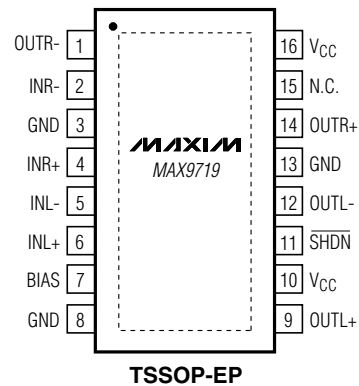 OUTR- 1 16 VCC
INR- 2 15 N.C.
GND 3 14 OUTR+
INR+ 4 MAXIM 13 GND
MAX9719
INL- 5 12 OUTL-
INL+ 6 11 SHDN
BIAS 7 10 VCC
GND 8 9 OUTL+
TSSOP-EP